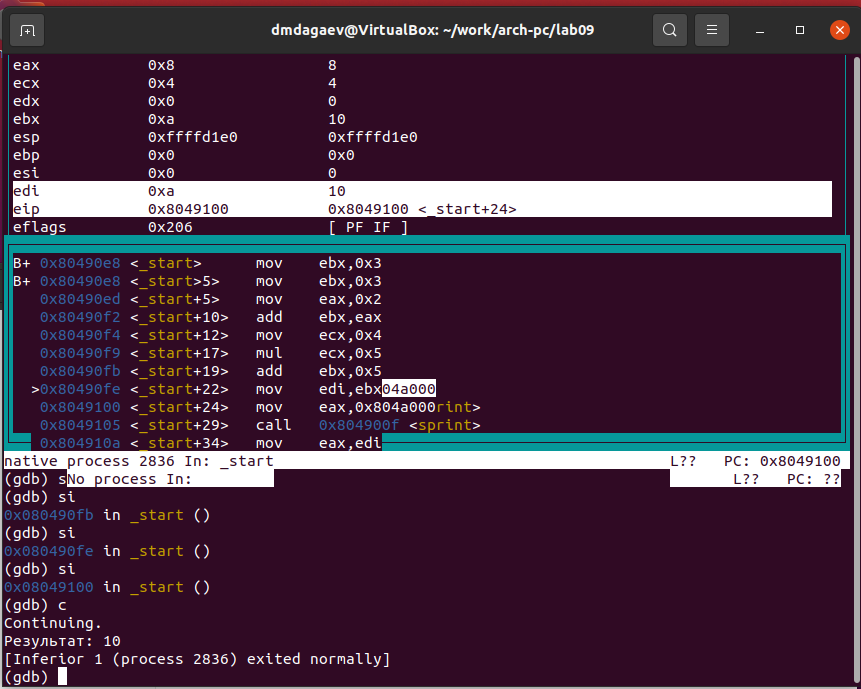 dmdagaev@VirtualBox: ~/work/arch-pc/lab09
eax 0x8 8
ecx 0x4 4
edx 0x0 0
ebx 0xa 10
esp 0xffffd1e0 0xffffd1e0
ebp 0x0 0x0
esi 0x0 0
edi 0xa 10
eip 0x8049100 0x8049100 <_start+24>
eflags 0x206 [ PF IF ]
B+ 0x80490e8 <_start> mov ebx,0x3
B+ 0x80490e8 <_start>5> mov ebx,0x3
0x80490ed <_start+5> mov eax,0x2
0x80490f2 <_start+10> add ebx,eax
0x80490f4 <_start+12> mov ecx,0x4
0x80490f9 <_start+17> mul ecx,0x5
0x80490fb <_start+19> add ebx,0x5
>0x80490fe <_start+22> mov edi,ebx04a000
0x8049100 <_start+24> mov eax,0x804a000rint>
0x8049105 <_start+29> call 0x804900f <sprint>
0x804910a <_start+34> mov eax,edi
native process 2836 In: _start L?? PC: 0x8049100
(gdb) sNo process In: L?? PC: ??
(gdb) si
0x080490fb in _start ()
(gdb) si
0x080490fe in _start ()
(gdb) si
0x08049100 in _start ()
(gdb) c
Continuing.
Результат: 10
[Inferior 1 (process 2836) exited normally]
(gdb)